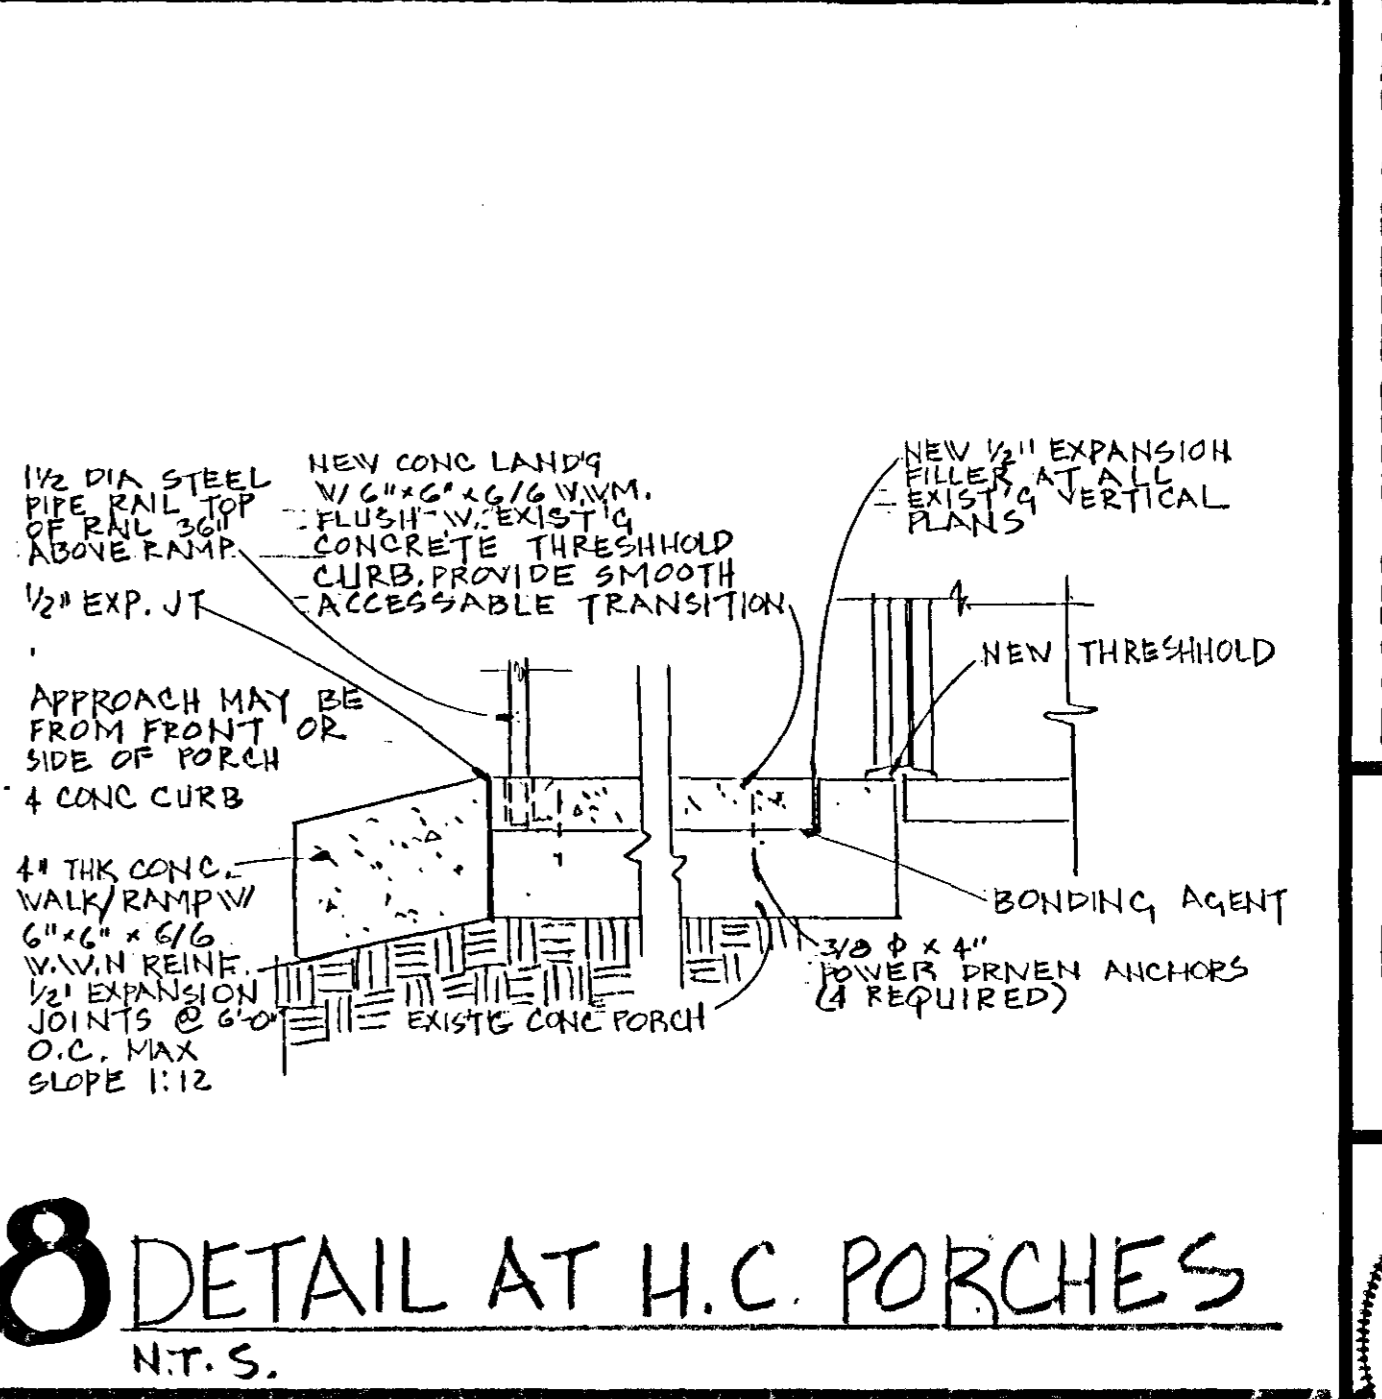 1½ DIA STEEL
PIPE RAIL TOP
OF RAIL 36"
ABOVE RAMP
½" EXP. JT
APPROACH MAY BE
FROM FRONT OR
SIDE OF PORCH
4 CONC CURB
4" THK CONC.
WALK/RAMP W/
6"x6" x 6/6
W.W.N REINF.
½" EXPANSION
JOINTS @ 6'-0"
O.C. MAX
SLOPE 1:12
NEW CONC LAND'G
W/ 6"x6" x 6/6 W.WM.
FLUSH W. EXIST'G
CONCRETE THRESHHOLD
CURB. PROVIDE SMOOTH
ACCESSABLE TRANSITION
NEW ½" EXPANSION
FILLER AT ALL
EXIST'G VERTICAL
PLANS
NEW THRESHHOLD
BONDING AGENT
3/8 Φ x 4"
POWER DRIVEN ANCHORS
(4 REQUIRED)
EXIST'G CONC PORCH
8 DETAIL AT H.C. PORCHES
N.T.S.